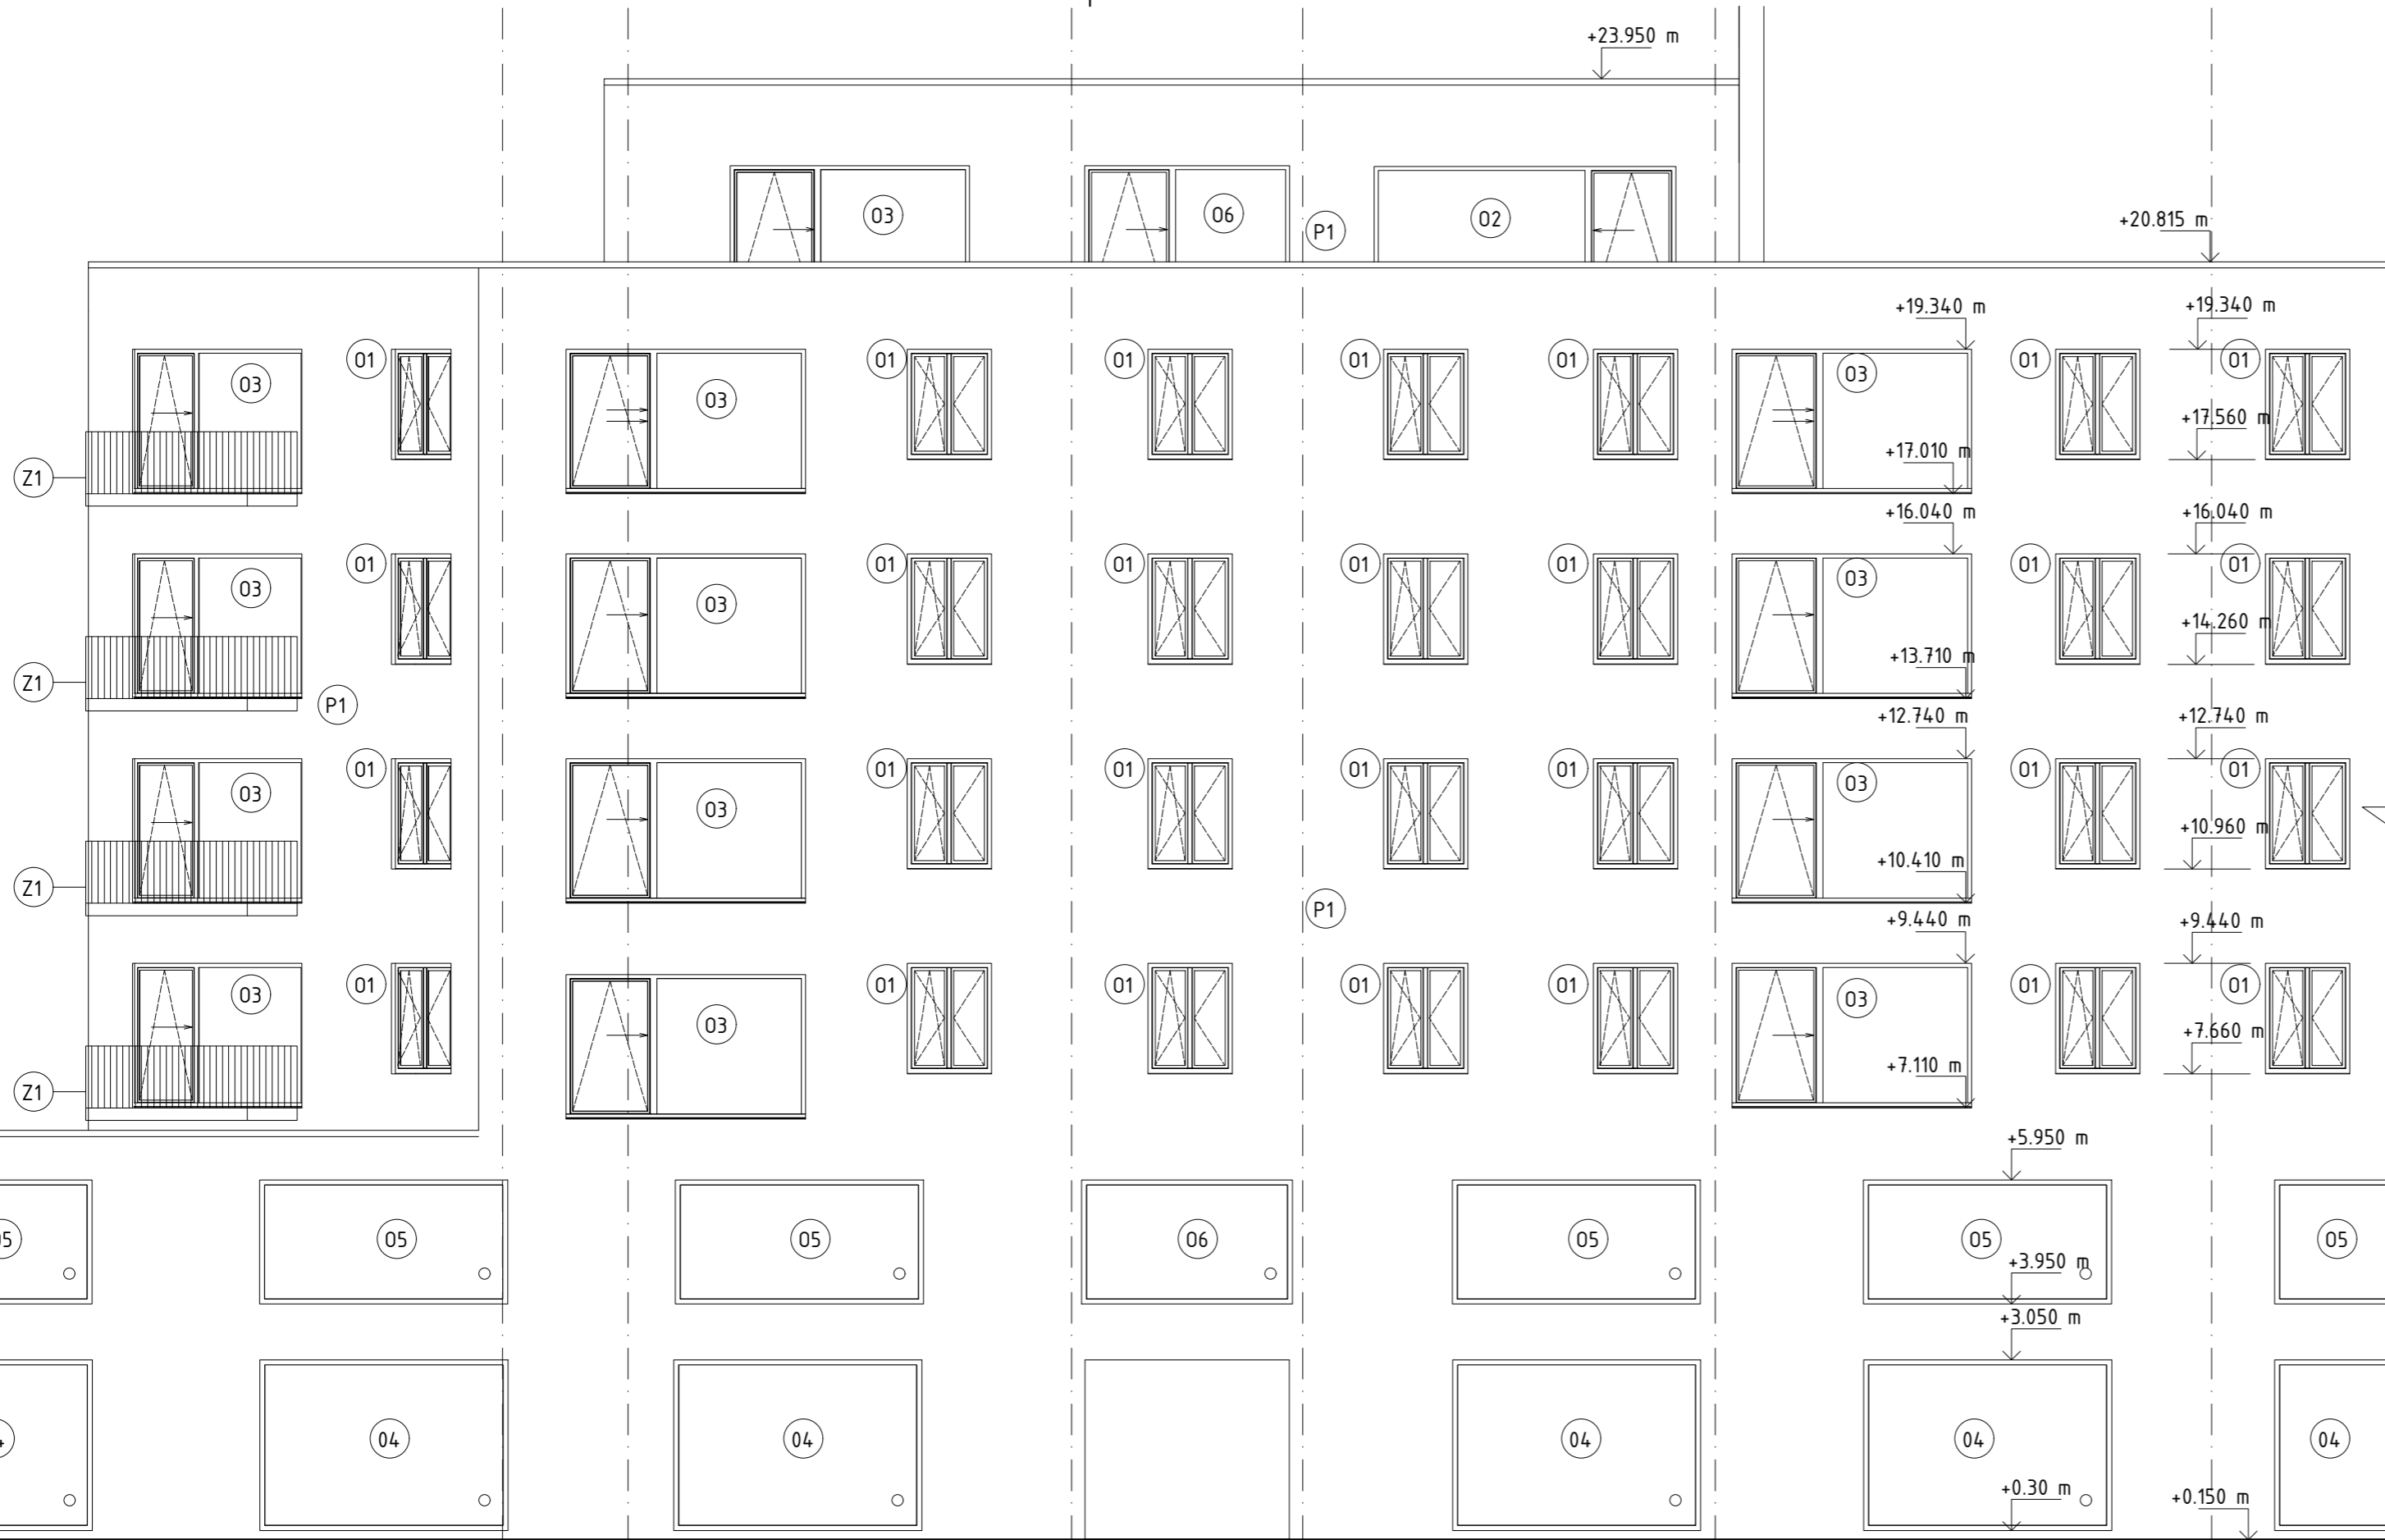 +23.950 m
03
06
P1
02
+20.815 m
+19.340 m
+19.340 m
03
01
03
01
01
01
01
03
01
01
+17.560 m
+17.010 m
Z1
+16.040 m
+16.040 m
03
01
03
01
01
01
01
03
01
01
+14.260 m
+13.710 m
Z1
P1
+12.740 m
+12.740 m
03
01
03
01
01
01
01
03
01
01
+10.960 m
+10.410 m
Z1
P1
+9.440 m
+9.440 m
03
01
03
01
01
01
01
03
01
01
+7.660 m
+7.110 m
Z1
+5.950 m
05
05
06
05
05
05
+3.950 m
+3.050 m
04
04
04
04
04
+0.30 m
+0.150 m